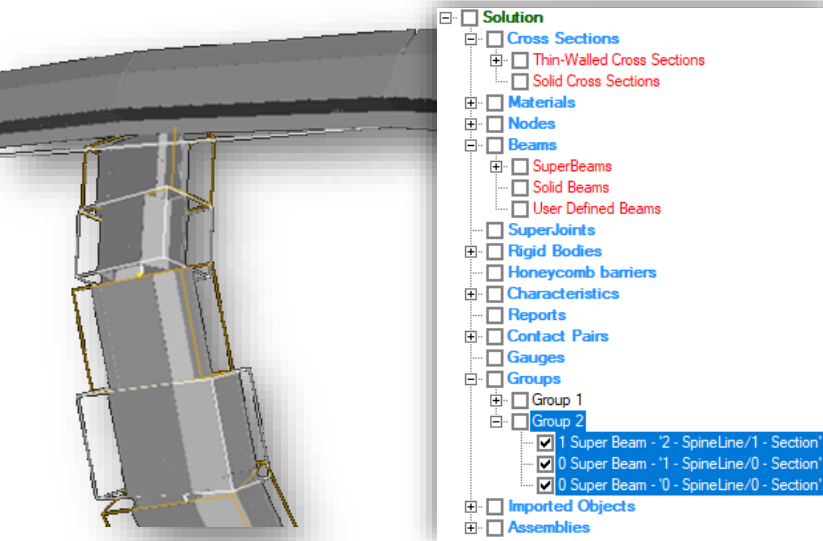 Solution
Cross Sections
Thin-Walled Cross Sections
Solid Cross Sections
Materials
Nodes
Beams
SuperBeams
Solid Beams
User Defined Beams
SuperJoints
Rigid Bodies
Honeycomb barriers
Characteristics
Reports
Contact Pairs
Gauges
Groups
Group 1
Group 2
1 Super Beam - '2 - SpineLine/1 - Section'
0 Super Beam - '1 - SpineLine/0 - Section'
0 Super Beam - '0 - SpineLine/0 - Section'
Imported Objects
Assemblies